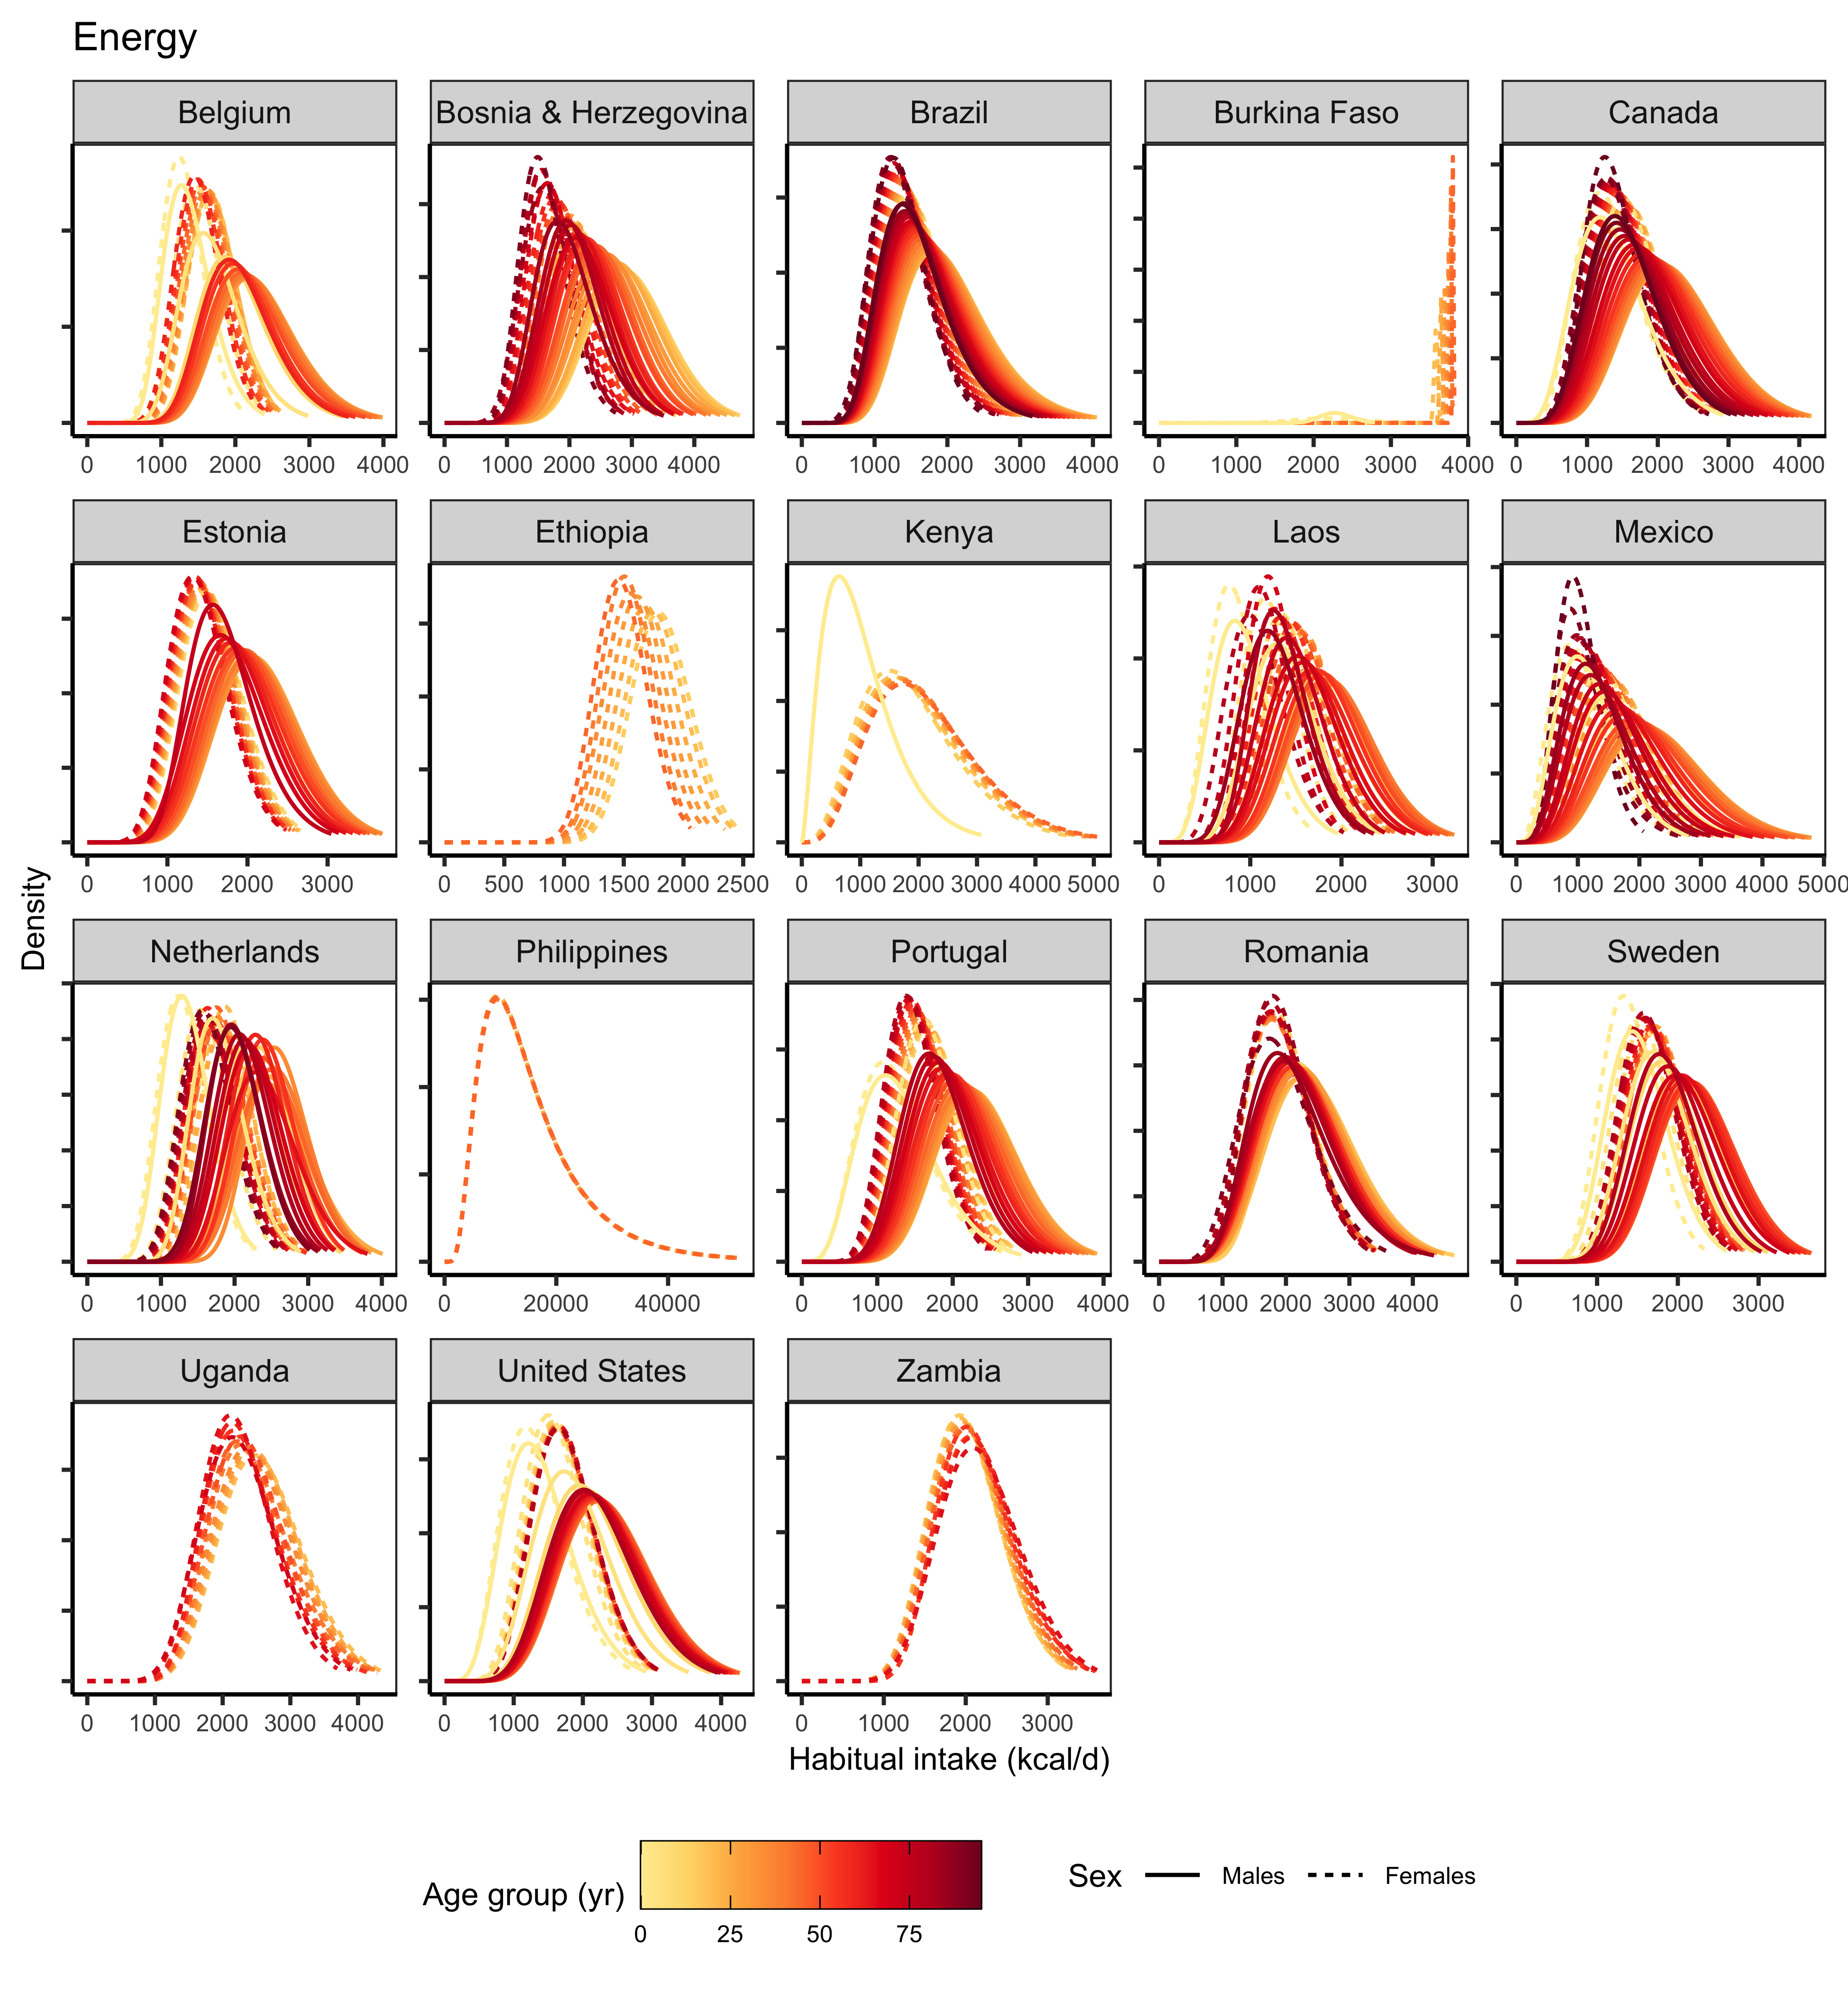 Energy
Belgium Bosnia & Herzegovina Brazil Burkina Faso Canada
0 1000 2000 3000 4000 0 1000 2000 3000 4000 0 1000 2000 3000 4000 0 1000 2000 3000 4000 0 1000 2000 3000 4000
Estonia Ethiopia Kenya Laos Mexico
0 1000 2000 3000 0 500 1000 1500 2000 2500 0 1000 2000 3000 4000 5000 0 1000 2000 3000 0 1000 2000 3000 4000 5000
Density
Netherlands Philippines Portugal Romania Sweden
0 1000 2000 3000 4000 0 20000 40000 0 1000 2000 3000 4000 0 1000 2000 3000 4000 0 1000 2000 3000
Uganda United States Zambia
0 1000 2000 3000 4000 0 1000 2000 3000 4000 0 1000 2000 3000
Habitual intake (kcal/d)
Age group (yr) Sex Males Females
0 25 50 75